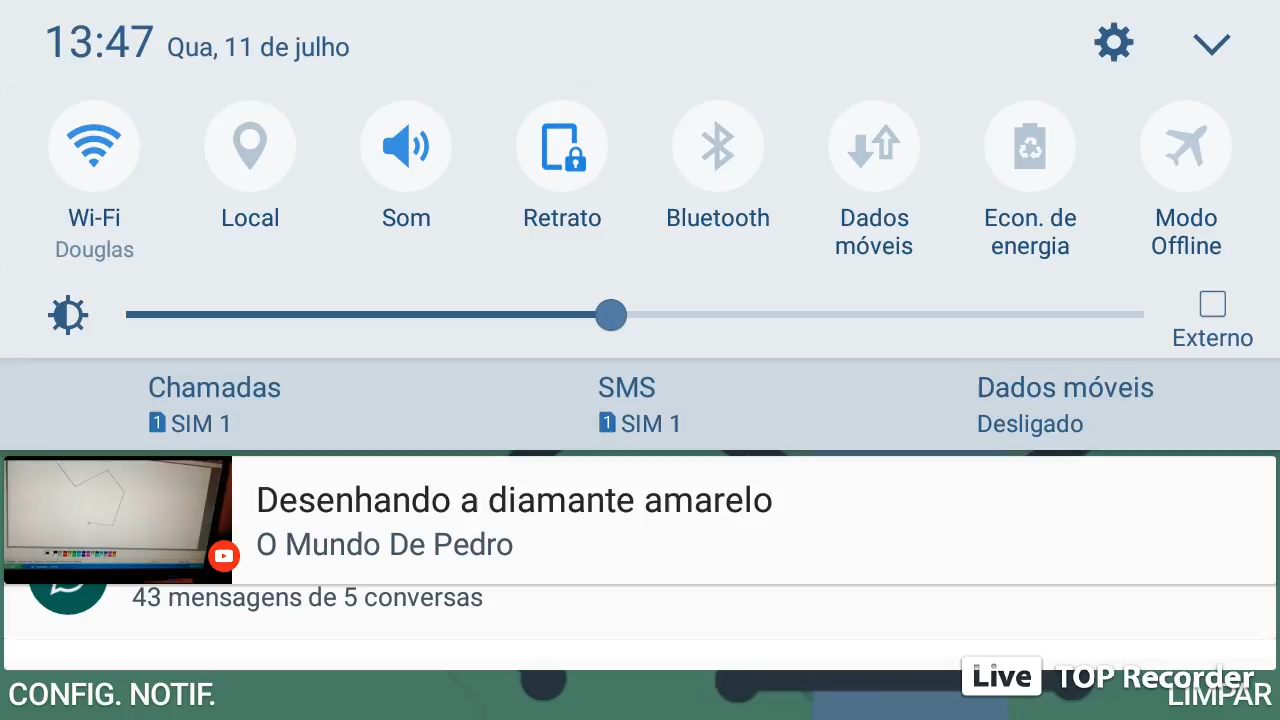 13:47 Qua, 11 de julho
Wi-Fi
Douglas
Local
Som
Retrato
Bluetooth
Dados
móveis
Econ. de
energia
Modo
Offline
Externo
Chamadas
1 SIM 1
SMS
1 SIM 1
Dados móveis
Desligado
Desenhando a diamante amarelo
O Mundo De Pedro
43 mensagens de 5 conversas
Live TOP Recorder
CONFIG. NOTIF.
LIMPAR